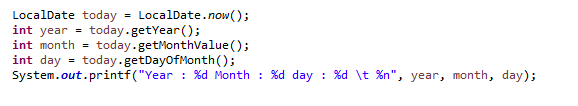 LocalDate today = LocalDate.now();
int year = today.getYear();
int month = today.getMonthValue();
int day = today.getDayOfMonth();
System.out.printf("Year : %d Month : %d day : %d \t %n", year, month, day);